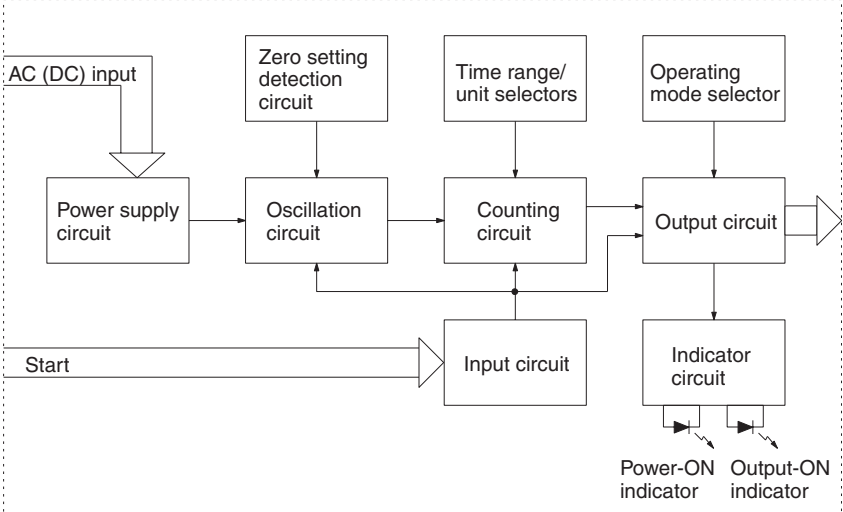 AC (DC) input
Zero setting
detection
circuit
Time range/
unit selectors
Operating
mode selector
Power supply
circuit
Oscillation
circuit
Counting
circuit
Output circuit
Start
Input circuit
Indicator
circuit
Power-ON
indicator
Output-ON
indicator